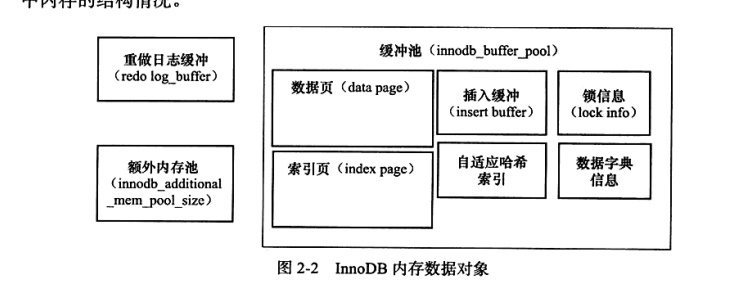 中内存的结构情况。
重做日志缓冲
（redo log_buffer）
额外内存池
（innodb_additional
_mem_pool_size）
缓冲池（innodb_buffer_pool）
数据页（data page）
插入缓冲
（insert buffer）
锁信息
（lock info）
索引页（index page）
自适应哈希
索引
数据字典
信息
图 2-2 InnoDB 内存数据对象